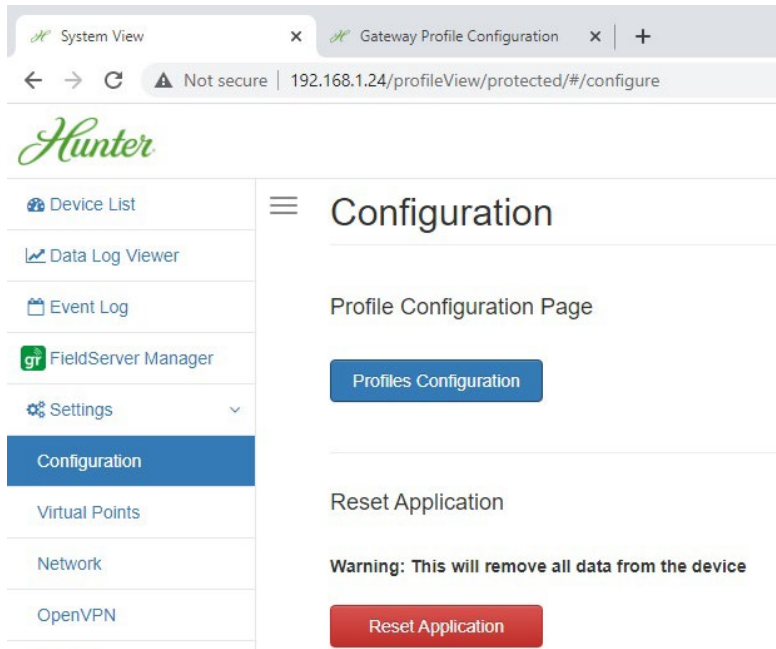 System View
Gateway Profile Configuration
Not secure | 192.168.1.24/profileView/protected/#/configure
Hunter
Device List
Data Log Viewer
Event Log
gr FieldServer Manager
Settings
Configuration
Virtual Points
Network
OpenVPN
Configuration
Profile Configuration Page
Profiles Configuration
Reset Application
Warning: This will remove all data from the device
Reset Application